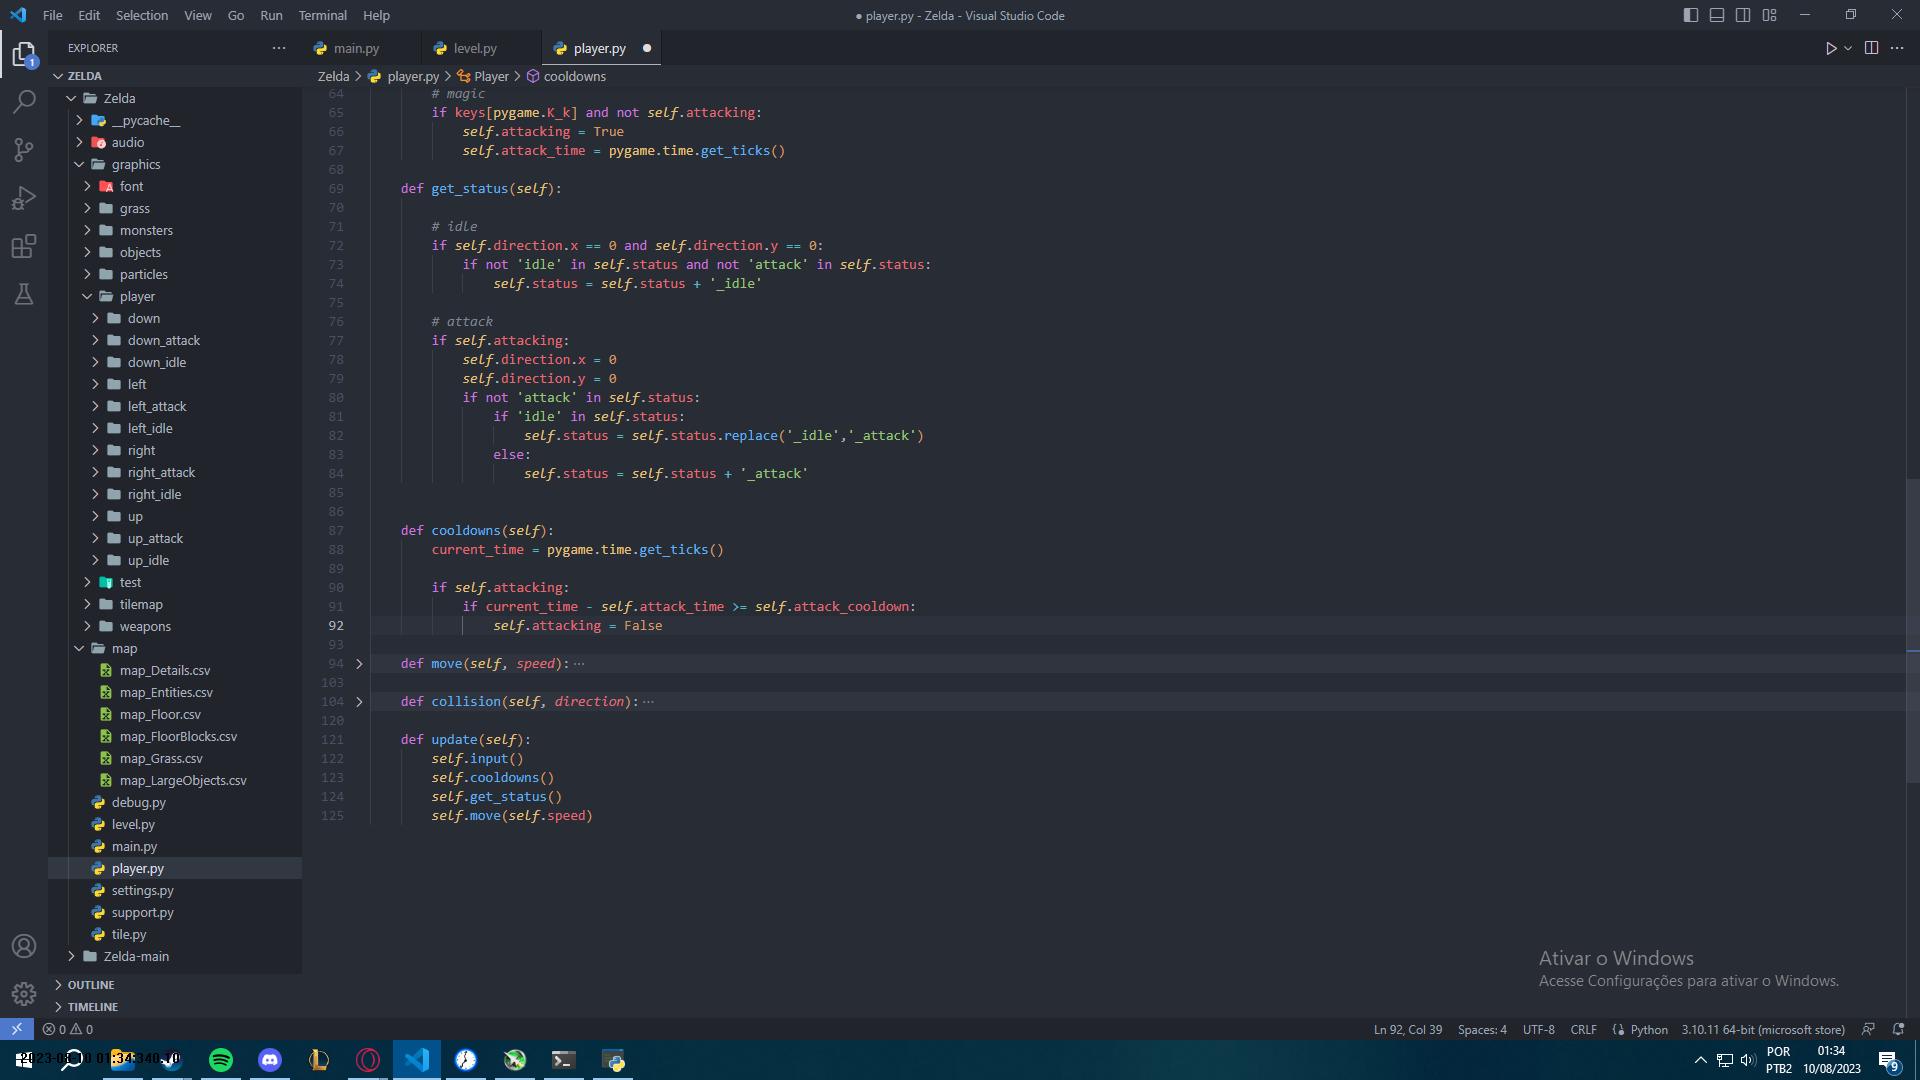 File Edit Selection View Go Run Terminal Help
● player.py - Zelda - Visual Studio Code
EXPLORER
main.py
level.py
player.py
1
ZELDA
Zelda > player.py > Player > cooldowns
Zelda
__pycache__
audio
graphics
font
grass
monsters
objects
particles
player
down
down_attack
down_idle
left
left_attack
left_idle
right
right_attack
right_idle
up
up_attack
up_idle
test
tilemap
weapons
map
map_Details.csv
map_Entities.csv
map_Floor.csv
map_FloorBlocks.csv
map_Grass.csv
map_LargeObjects.csv
debug.py
level.py
main.py
player.py
settings.py
support.py
tile.py
Zelda-main
OUTLINE
TIMELINE
64 # magic
65 if keys[pygame.K_k] and not self.attacking:
66 self.attacking = True
67 self.attack_time = pygame.time.get_ticks()
68
69 def get_status(self):
70
71 # idle
72 if self.direction.x == 0 and self.direction.y == 0:
73 if not 'idle' in self.status and not 'attack' in self.status:
74 self.status = self.status + '_idle'
75
76 # attack
77 if self.attacking:
78 self.direction.x = 0
79 self.direction.y = 0
80 if not 'attack' in self.status:
81 if 'idle' in self.status:
82 self.status = self.status.replace('_idle','_attack')
83 else:
84 self.status = self.status + '_attack'
85
86
87 def cooldowns(self):
88 current_time = pygame.time.get_ticks()
89
90 if self.attacking:
91 if current_time - self.attack_time >= self.attack_cooldown:
92 self.attacking = False
93
94 def move(self, speed): ⋯
103
104 def collision(self, direction): ⋯
120
121 def update(self):
122 self.input()
123 self.cooldowns()
124 self.get_status()
125 self.move(self.speed)
Ativar o Windows
Acesse Configurações para ativar o Windows.
0 0
Ln 92, Col 39 Spaces: 4 UTF-8 CRLF Python 3.10.11 64-bit (microsoft store)
POR
PTB2
01:34
10/08/2023
9